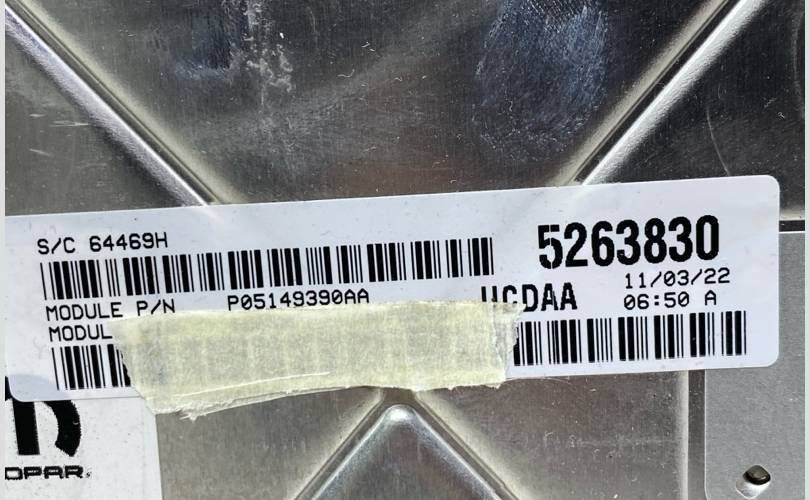 S/C 64469H
5263830
MODULE P/N P05149390AA
11/03/22
UCDAA
06:50 A
MODUL
OPAR